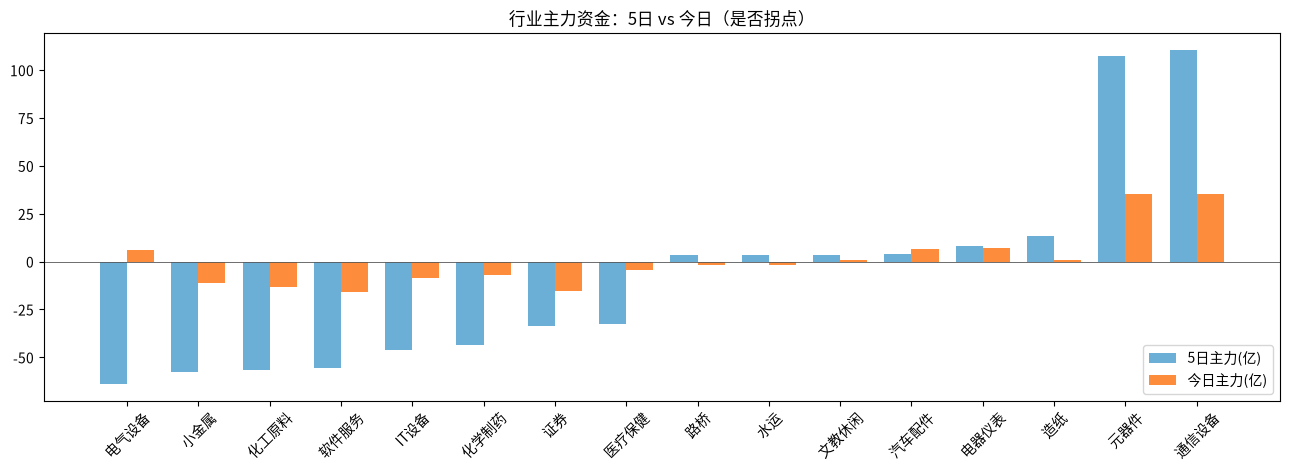 行业主力资金：5日 vs 今日（是否拐点）
100
75
50
25
0
-25
-50
电气设备
小金属
化工原料
软件服务
IT设备
化学制药
证券
医疗保健
路桥
水运
文教休闲
汽车配件
电器仪表
造纸
元器件
通信设备
5日主力(亿)
今日主力(亿)